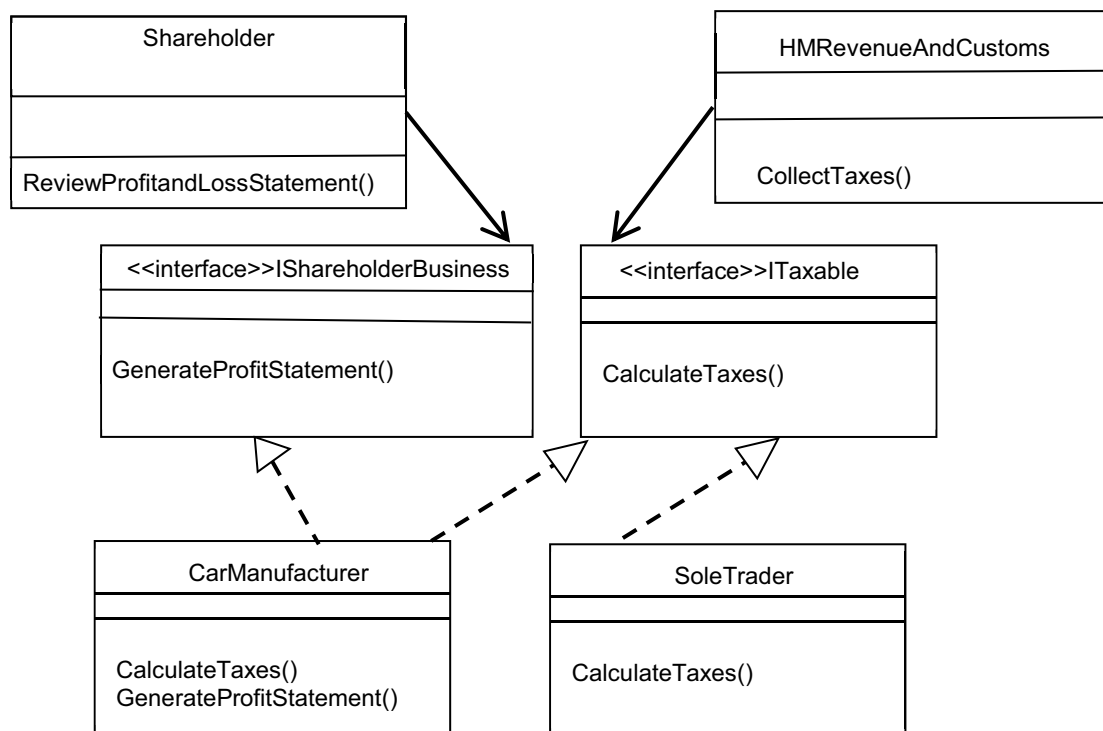 Shareholder
ReviewProfitandLossStatement()
HMRevenueAndCustoms
CollectTaxes()
<<interface>>IShareholderBusiness
GenerateProfitStatement()
<<interface>>ITaxable
CalculateTaxes()
CarManufacturer
CalculateTaxes()
GenerateProfitStatement()
SoleTrader
CalculateTaxes()